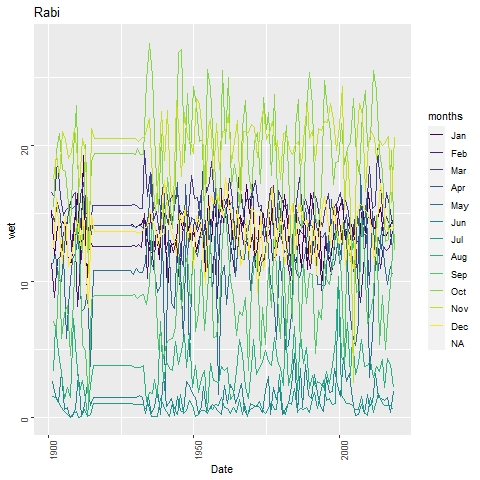 Rabi
wet
20
10
0
1900
1950
2000
Date
months
Jan
Feb
Mar
Apr
May
Jun
Jul
Aug
Sep
Oct
Nov
Dec
NA